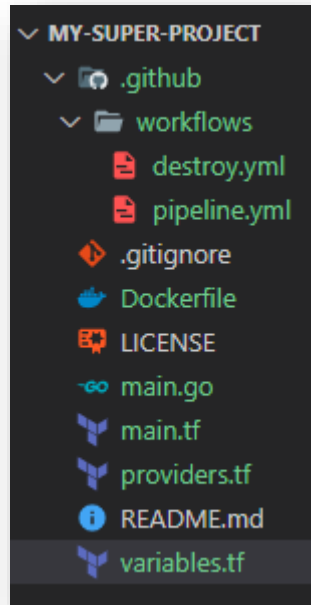 MY-SUPER-PROJECT
.github
workflows
destroy.yml
pipeline.yml
.gitignore
Dockerfile
LICENSE
GO main.go
main.tf
providers.tf
README.md
variables.tf